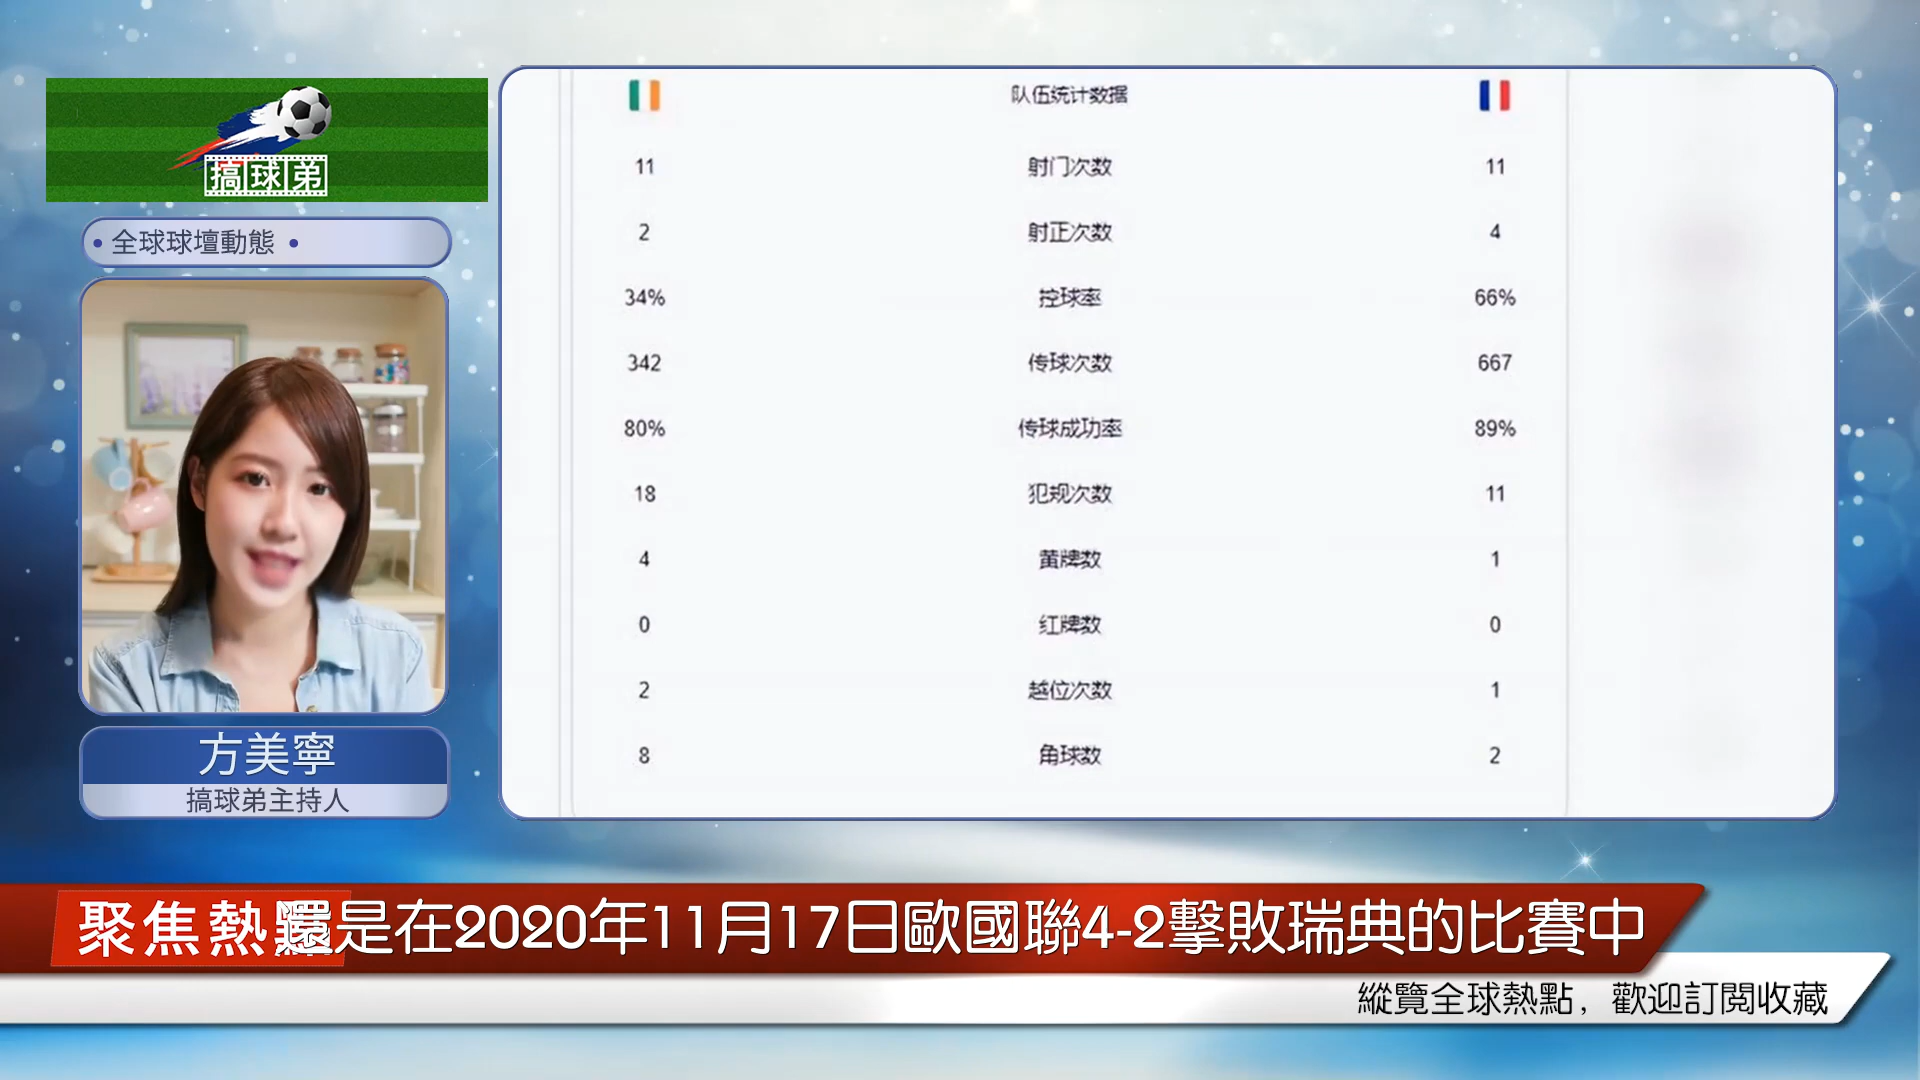 搞球弟
• 全球球壇動態 •
方美寧
搞球弟主持人
队伍统计数据
11 射门次数 11
2 射正次数 4
34% 控球率 66%
342 传球次数 667
80% 传球成功率 89%
18 犯规次数 11
4 黄牌数 1
0 红牌数 0
2 越位次数 1
8 角球数 2
聚焦熱
是在2020年11月17日歐國聯4-2擊敗瑞典的比賽中
縱覽全球熱點，歡迎訂閱收藏